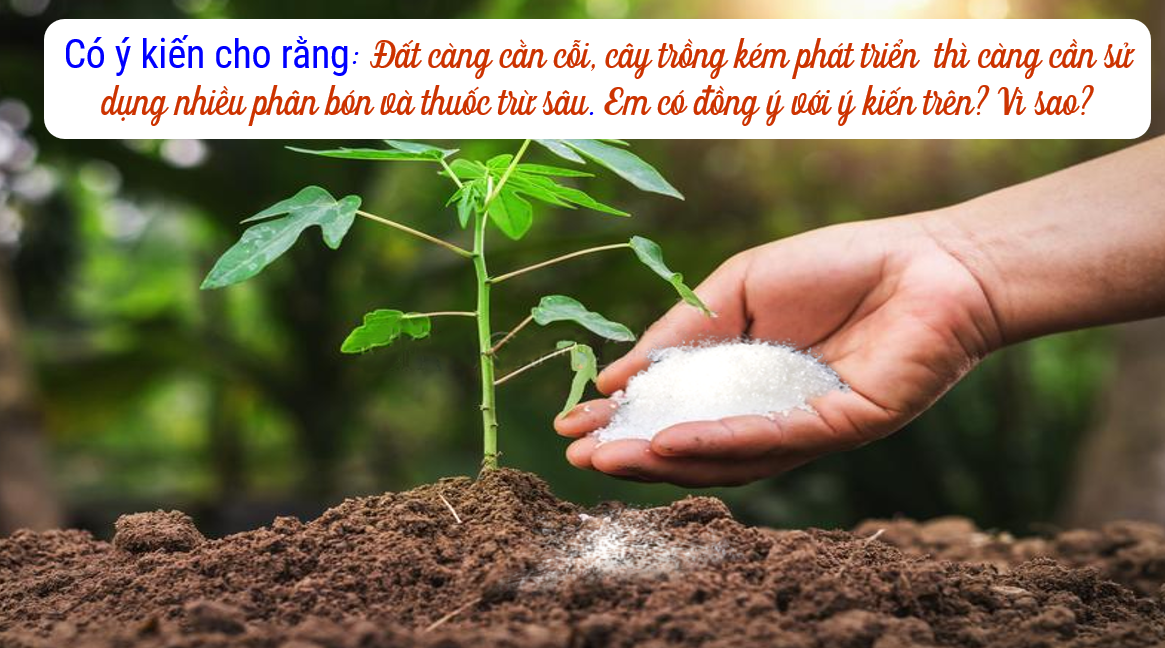 Có ý kiến cho rằng: Đất càng cằn cỗi, cây trồng kém phát triển thì càng cần sử
dụng nhiều phân bón và thuốc trừ sâu. Em có đồng ý với ý kiến trên? Vì sao?